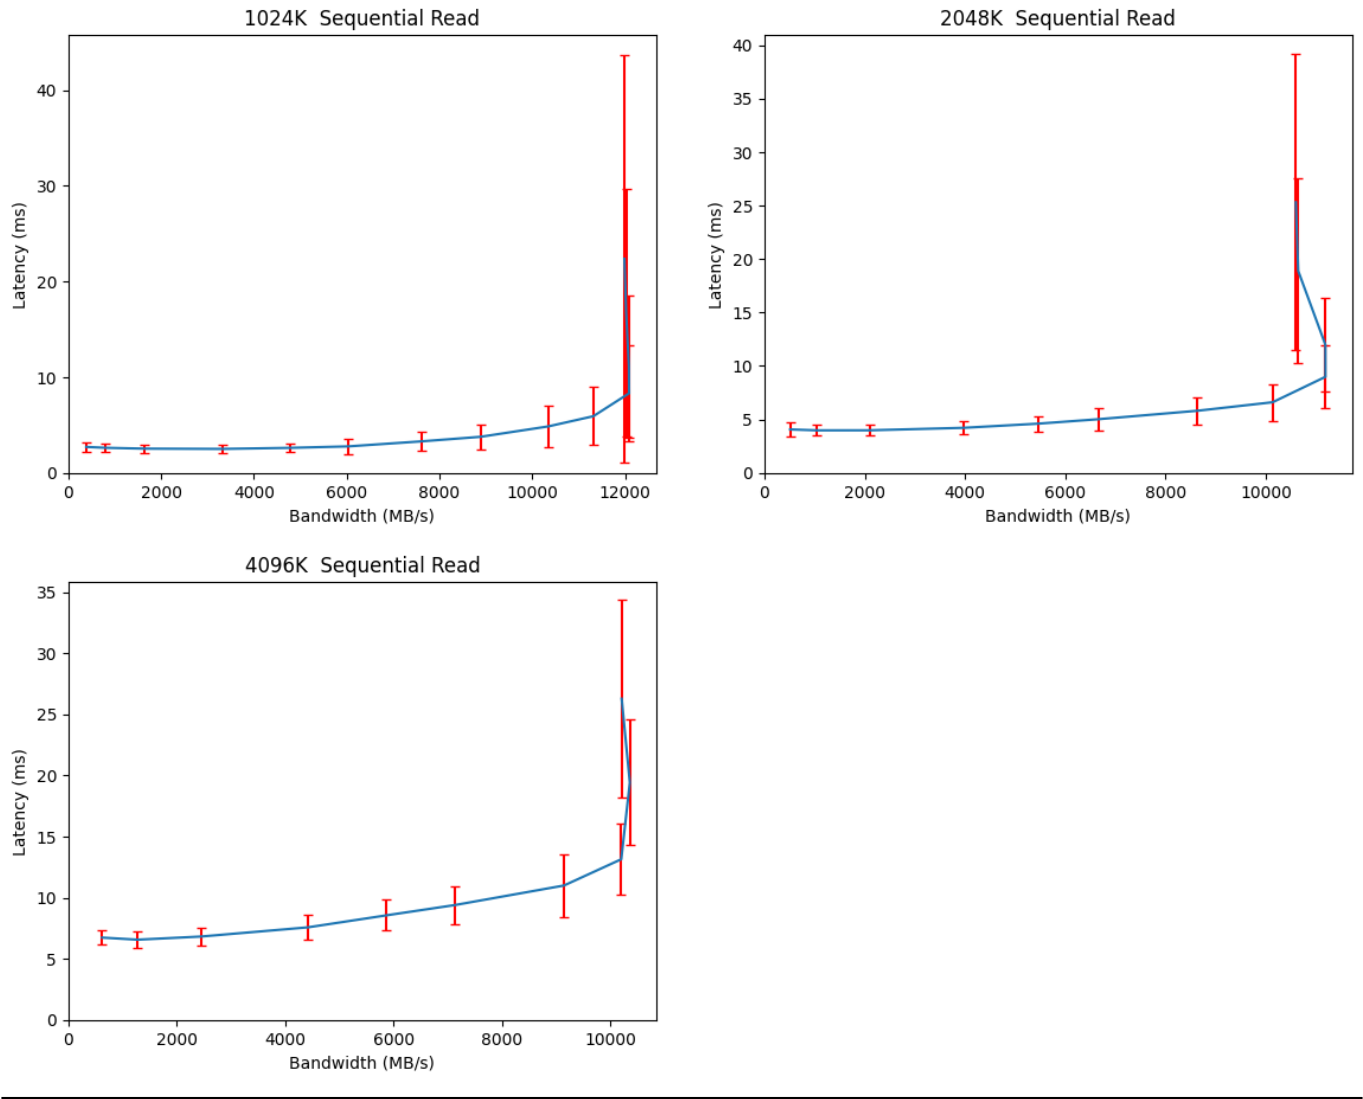 1024K Sequential Read
40
30
20
10
0
Latency (ms)
0 2000 4000 6000 8000 10000 12000
Bandwidth (MB/s)
2048K Sequential Read
40
35
30
25
20
15
10
5
0
Latency (ms)
0 2000 4000 6000 8000 10000
Bandwidth (MB/s)
4096K Sequential Read
35
30
25
20
15
10
5
0
Latency (ms)
0 2000 4000 6000 8000 10000
Bandwidth (MB/s)